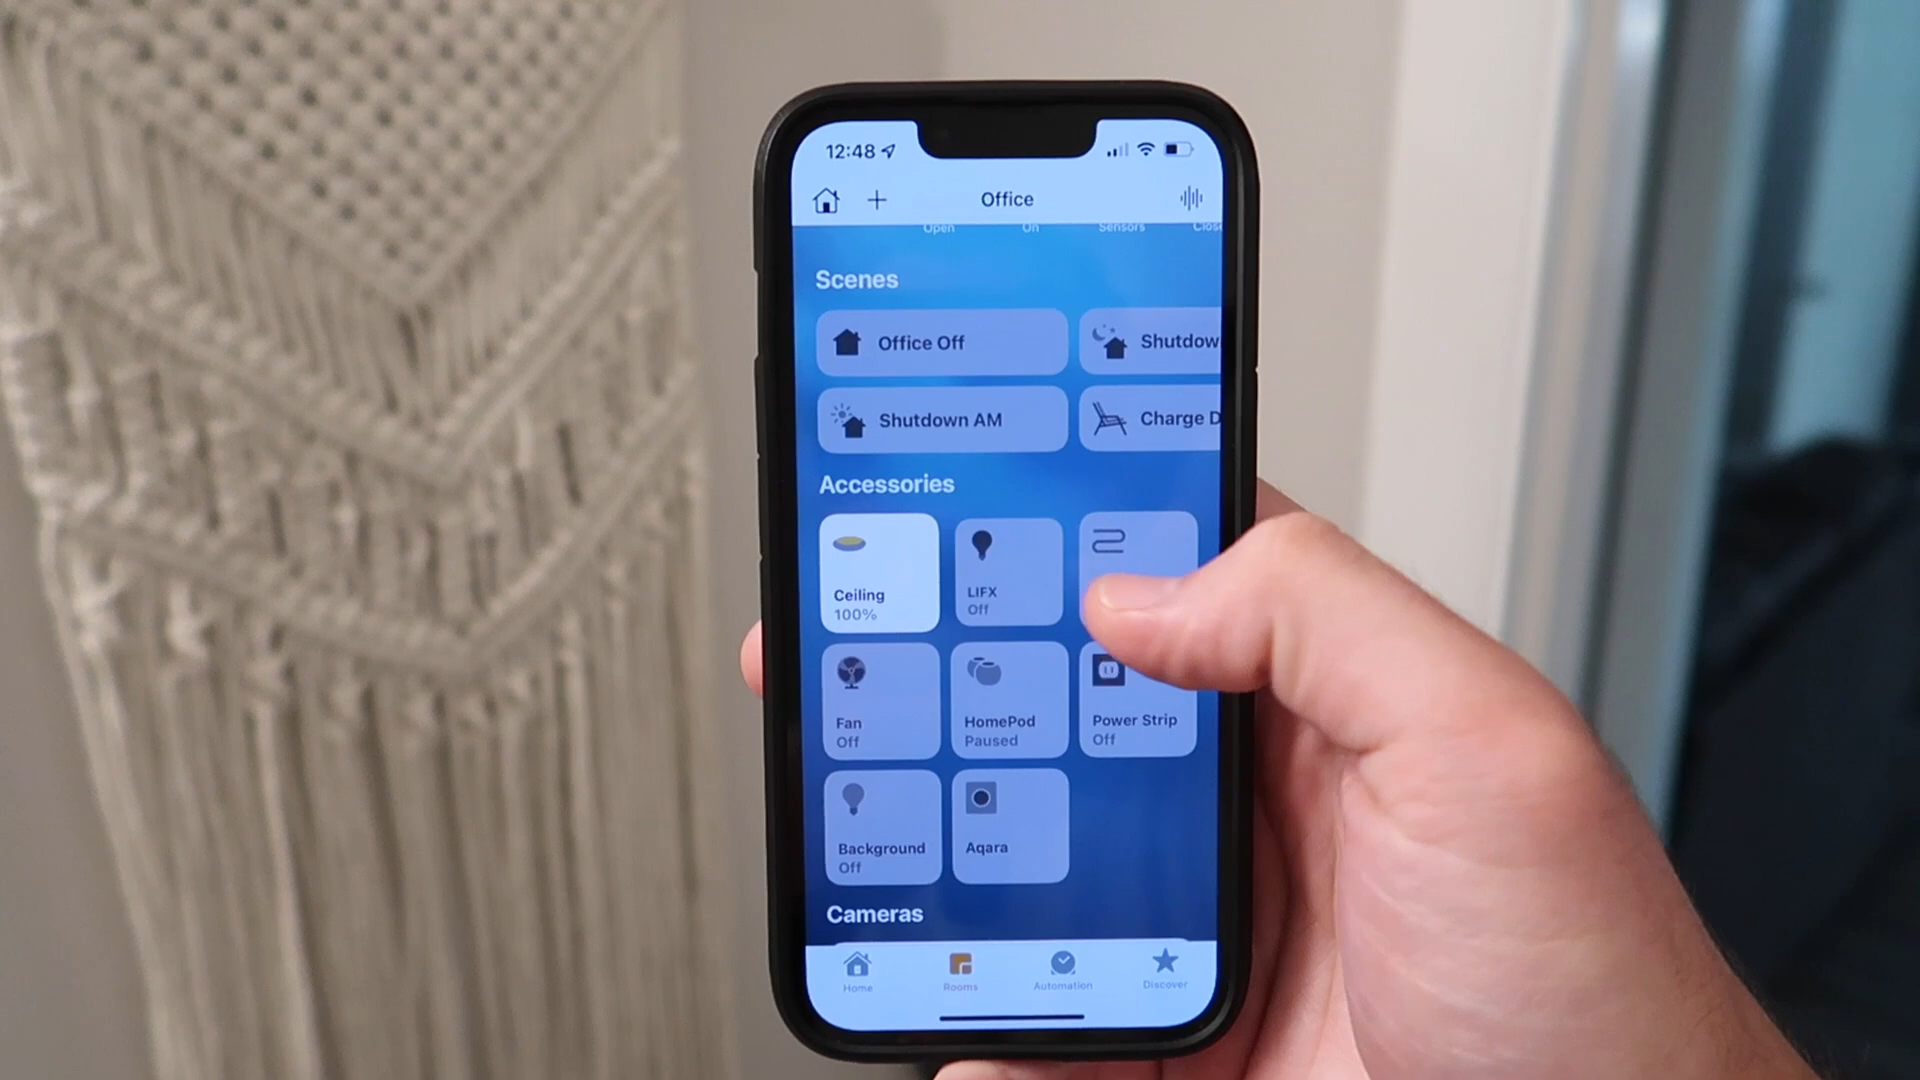 12:48
Office
Open On Sensors Close
Scenes
Office Off
Shutdow
Shutdown AM
Charge D
Accessories
Ceiling
100%
LIFX
Off
Fan
Off
HomePod
Paused
Power Strip
Off
Background
Off
Aqara
Cameras
Home
Rooms
Automation
Discover